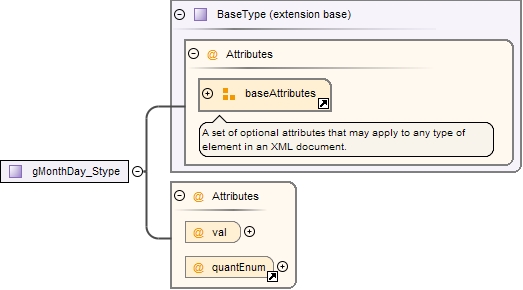 BaseType (extension base)
@ Attributes
baseAttributes
A set of optional attributes that may apply to any type of
element in an XML document.
gMonthDay_Stype
@ Attributes
@ val
@ quantEnum